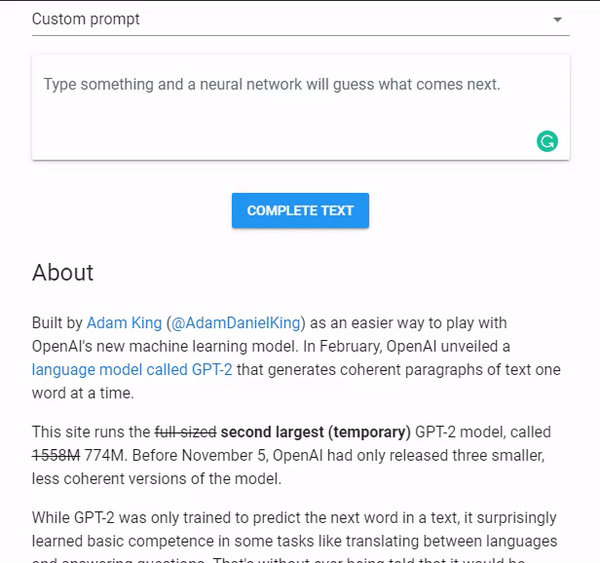 Custom prompt
Type something and a neural network will guess what comes next.
COMPLETE TEXT
About
Built by Adam King (@AdamDanielKing) as an easier way to play with
OpenAI's new machine learning model. In February, OpenAI unveiled a
language model called GPT-2 that generates coherent paragraphs of text one
word at a time.
This site runs the full-sized second largest (temporary) GPT-2 model, called
1558M 774M. Before November 5, OpenAI had only released three smaller,
less coherent versions of the model.
While GPT-2 was only trained to predict the next word in a text, it surprisingly
learned basic competence in some tasks like translating between languages
and answering questions. That's without ever being told that it would be